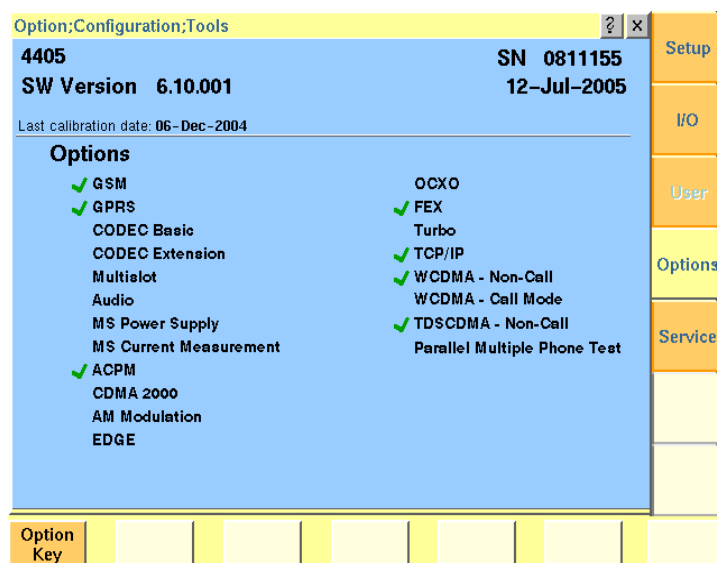 Option;Configuration;Tools
? x
4405
SN 0811155
SW Version 6.10.001
12-Jul-2005
Last calibration date: 06-Dec-2004
Options
GSM
GPRS
CODEC Basic
CODEC Extension
Multislot
Audio
MS Power Supply
MS Current Measurement
ACPM
CDMA 2000
AM Modulation
EDGE
OCXO
FEX
Turbo
TCP/IP
WCDMA - Non-Call
WCDMA - Call Mode
TDSCDMA - Non-Call
Parallel Multiple Phone Test
Setup
I/O
User
Options
Service
Option
Key